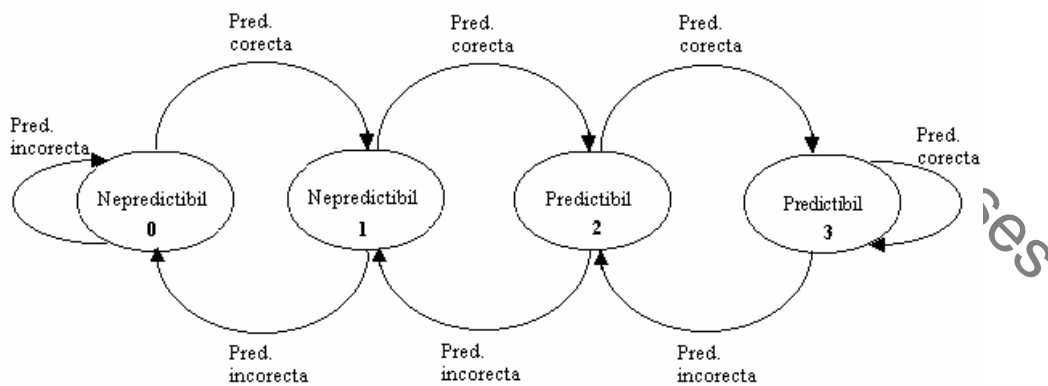 Pred.
corecta
Pred.
corecta
Pred.
corecta
Pred.
incorecta
Pred.
corecta
Nepredictibil
0
Nepredictibil
1
Predictibil
2
Predictibil
3
Pred.
incorecta
Pred.
incorecta
Pred.
incorecta